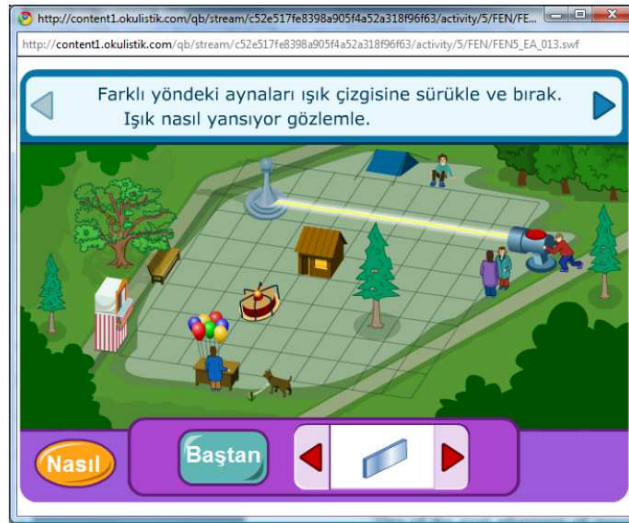 http://content1.okulistik.com/qb/stream/c52e517fe8398a905f4a52a318f96f63/activity/5/FEN/FE...
http://content1.okulistik.com/qb/stream/c52e517fe8398a905f4a52a318f96f63/activity/5/FEN/FEN5_EA_013.swf
Farklı yöndeki aynaları ışık çizgisine sürükle ve bırak.
Işık nasıl yansıyor gözlemle.
Nasıl
Baştan